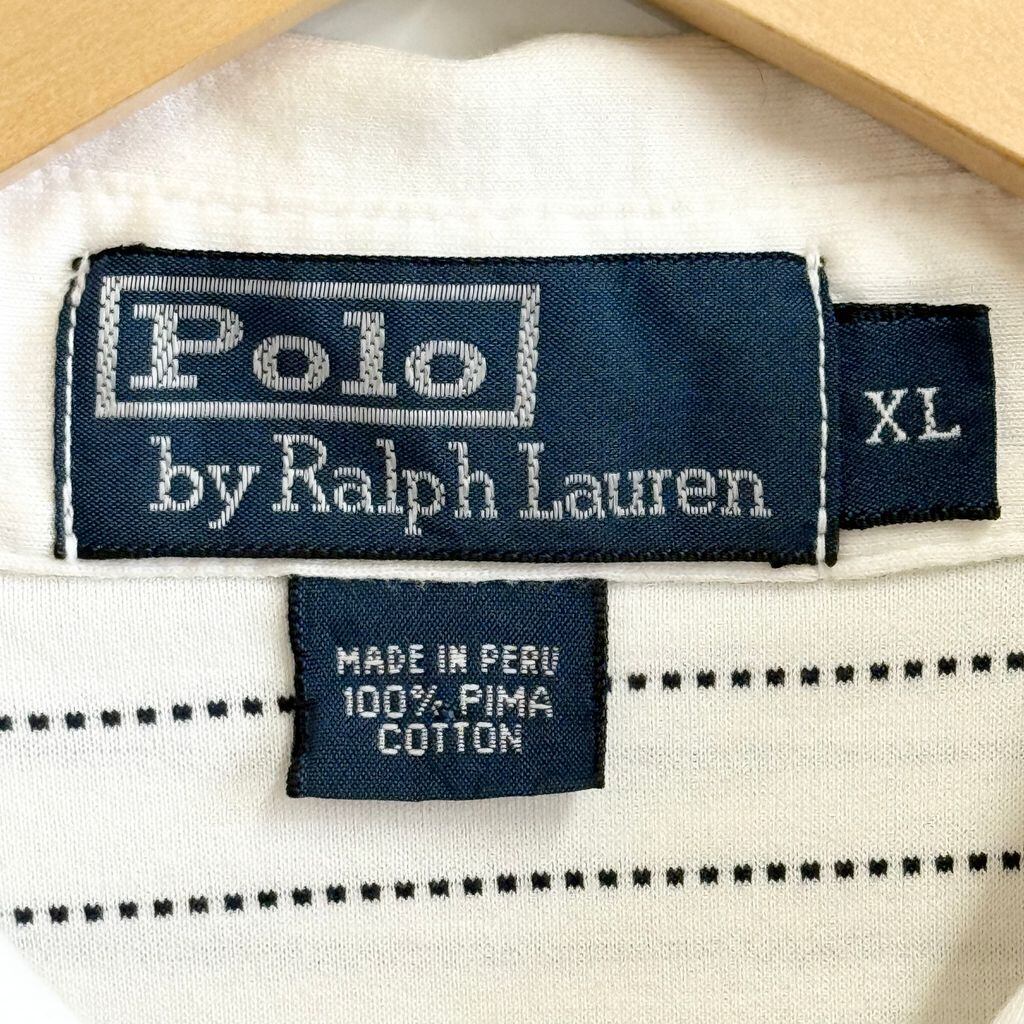 Polo
by Ralph Lauren
XL
MADE IN PERU
100% PIMA
COTTON